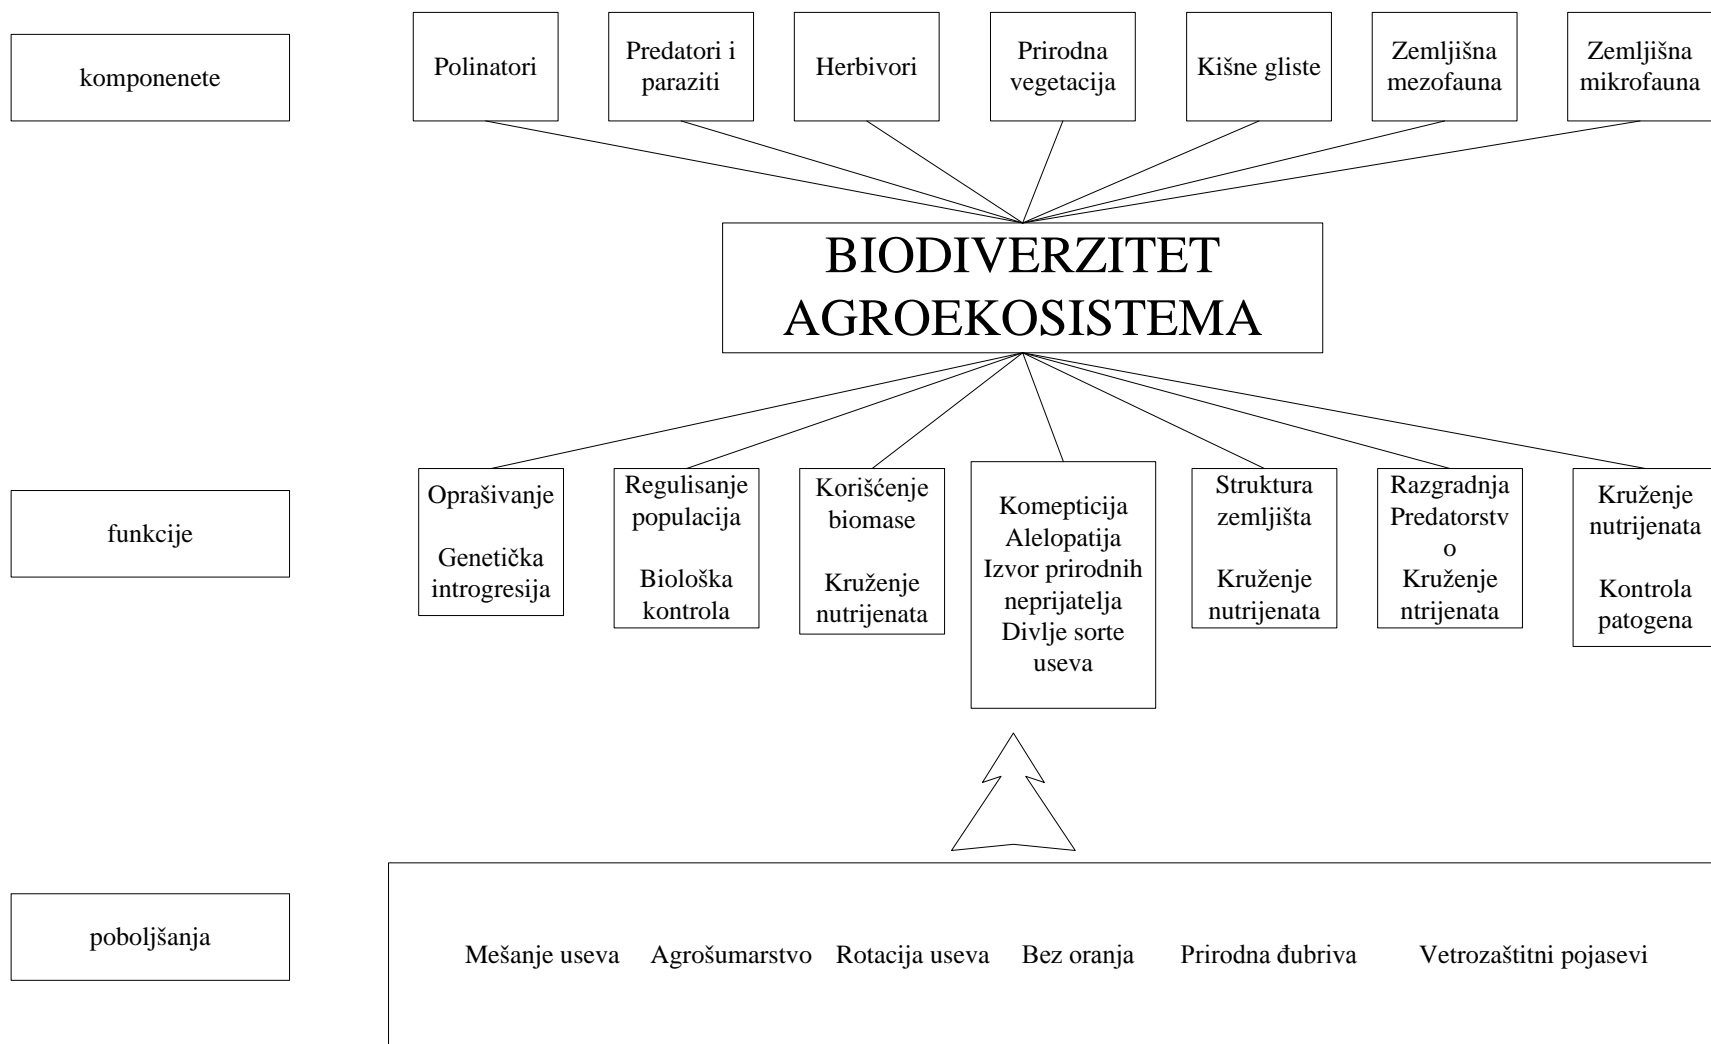 komponenete
Polinatori
Predatori i
paraziti
Herbivori
Prirodna
vegetacija
Kišne gliste
Zemljišna
mezofauna
Zemljišna
mikrofauna
BIODIVERZITET
AGROEKOSISTEMA
funkcije
Oprašivanje
Genetička
introgresija
Regulisanje
populacija
Biološka
kontrola
Korišćenje
biomase
Kruženje
nutrijenata
Komepticija
Alelopatija
Izvor prirodnih
neprijatelja
Divlje sorte
useva
Struktura
zemljišta
Kruženje
nutrijenata
Razgradnja
Predatorstv
o
Kruženje
ntrijenata
Kruženje
nutrijenata
Kontrola
patogena
poboljšanja
Mešanje useva
Agrošumarstvo
Rotacija useva
Bez oranja
Prirodna đubriva
Vetrozaštitni pojasevi